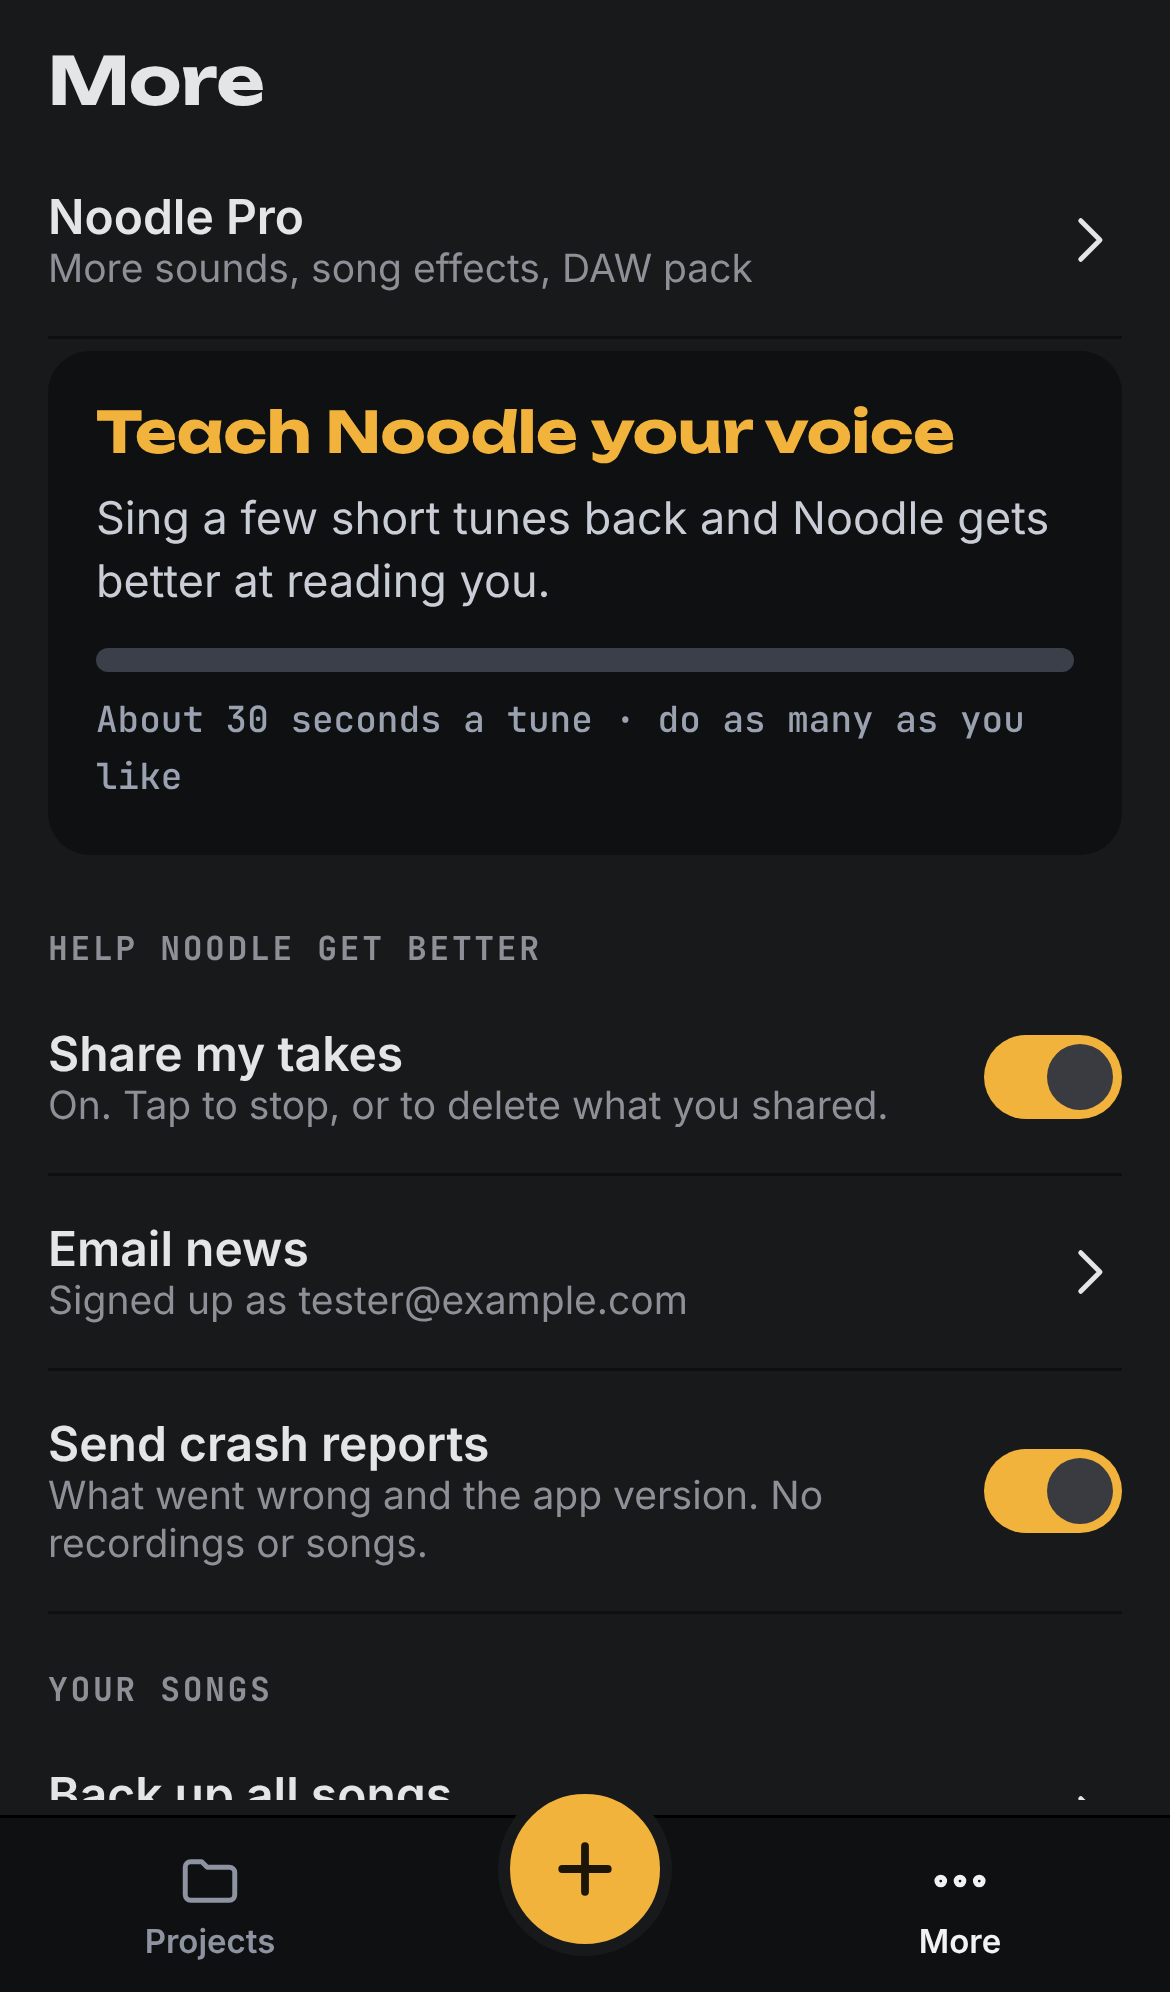 More
Noodle Pro
More sounds, song effects, DAW pack
Teach Noodle your voice
Sing a few short tunes back and Noodle gets
better at reading you.
About 30 seconds a tune · do as many as you
like
HELP NOODLE GET BETTER
Share my takes
On. Tap to stop, or to delete what you shared.
Email news
Signed up as tester@example.com
Send crash reports
What went wrong and the app version. No
recordings or songs.
YOUR SONGS
Back up all songs
Projects
More